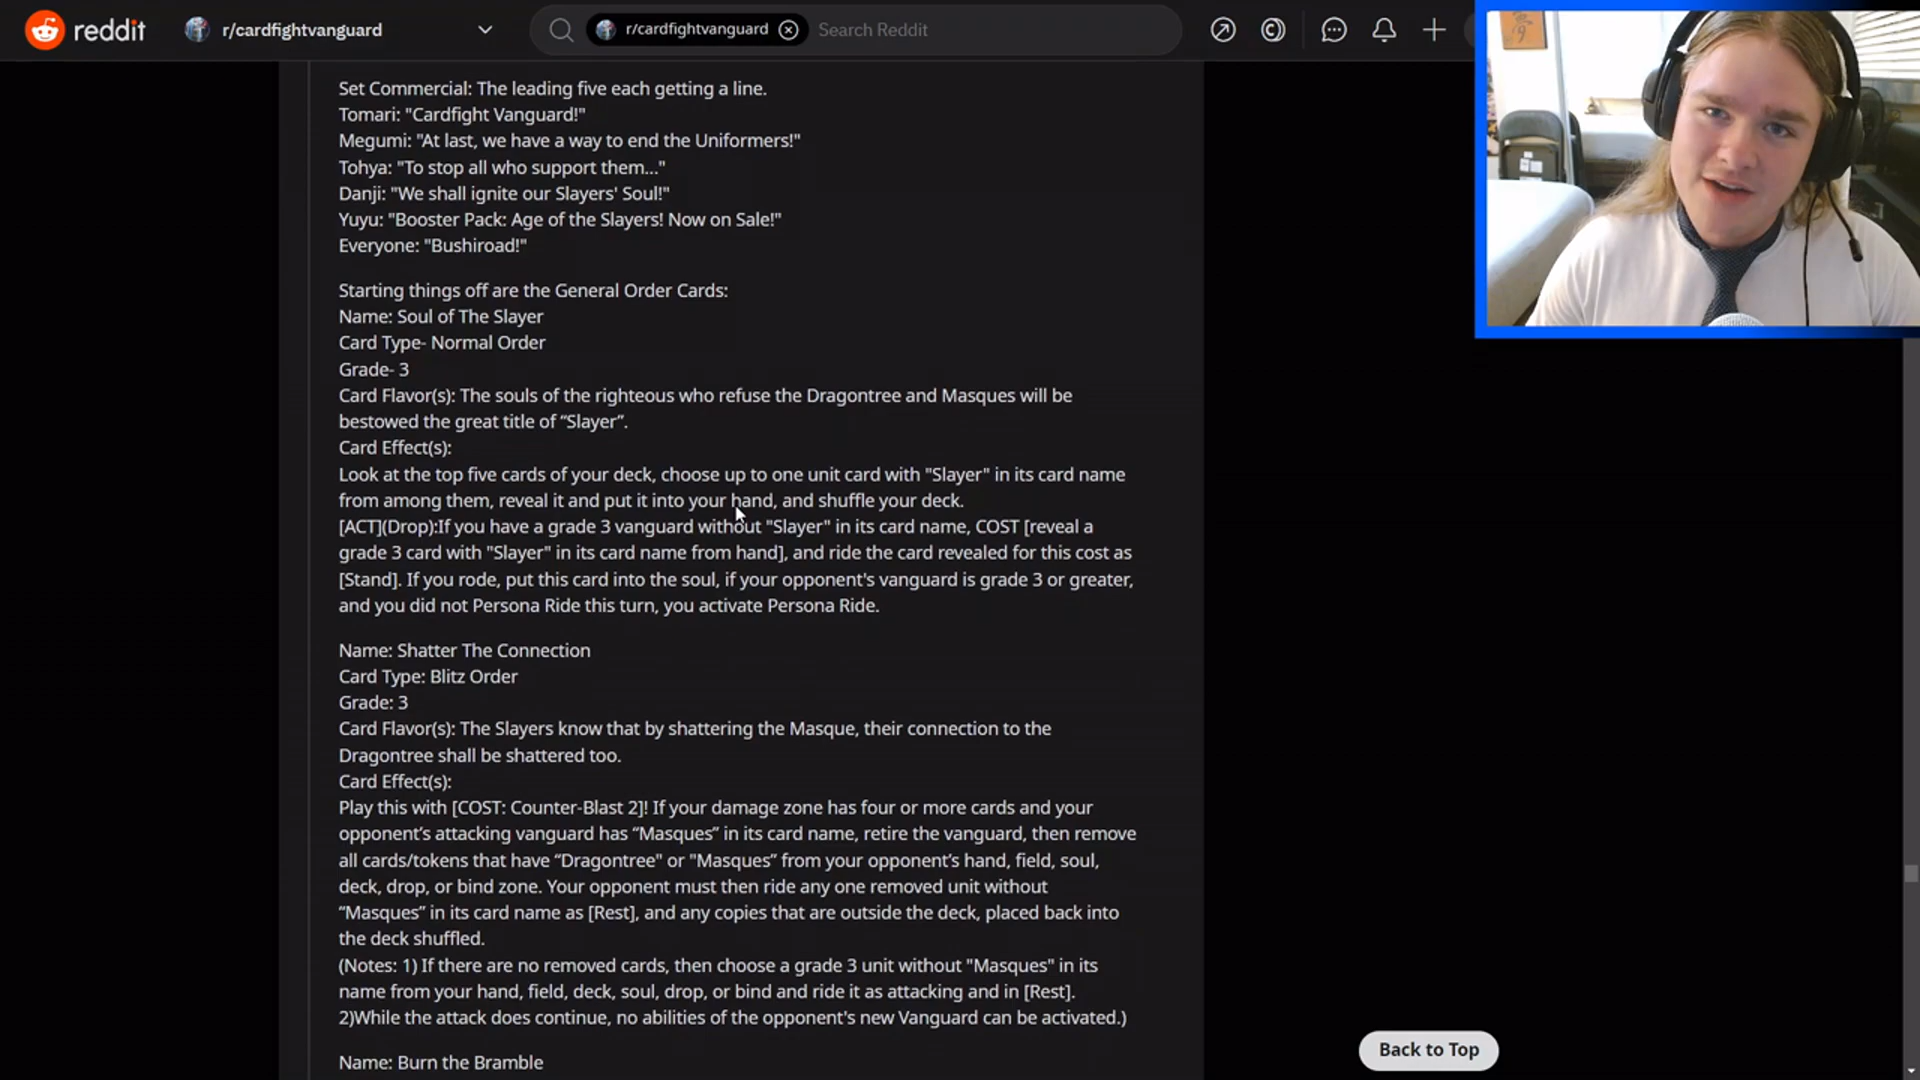 reddit
r/cardfightvanguard
r/cardfightvanguard
Search Reddit
Set Commercial: The leading five each getting a line.
Tomari: "Cardfight Vanguard!"
Megumi: "At last, we have a way to end the Uniformers!"
Tohya: "To stop all who support them..."
Danji: "We shall ignite our Slayers' Soul!"
Yuyu: "Booster Pack: Age of the Slayers! Now on Sale!"
Everyone: "Bushiroad!"
Starting things off are the General Order Cards:
Name: Soul of The Slayer
Card Type- Normal Order
Grade- 3
Card Flavor(s): The souls of the righteous who refuse the Dragontree and Masques will be
bestowed the great title of “Slayer”.
Card Effect(s):
Look at the top five cards of your deck, choose up to one unit card with "Slayer" in its card name
from among them, reveal it and put it into your hand, and shuffle your deck.
[ACT](Drop):If you have a grade 3 vanguard without "Slayer" in its card name, COST [reveal a
grade 3 card with "Slayer" in its card name from hand], and ride the card revealed for this cost as
[Stand]. If you rode, put this card into the soul, if your opponent's vanguard is grade 3 or greater,
and you did not Persona Ride this turn, you activate Persona Ride.
Name: Shatter The Connection
Card Type: Blitz Order
Grade: 3
Card Flavor(s): The Slayers know that by shattering the Masque, their connection to the
Dragontree shall be shattered too.
Card Effect(s):
Play this with [COST: Counter-Blast 2]! If your damage zone has four or more cards and your
opponent’s attacking vanguard has “Masques” in its card name, retire the vanguard, then remove
all cards/tokens that have “Dragontree" or "Masques” from your opponent’s hand, field, soul,
deck, drop, or bind zone. Your opponent must then ride any one removed unit without
“Masques” in its card name as [Rest], and any copies that are outside the deck, placed back into
the deck shuffled.
(Notes: 1) If there are no removed cards, then choose a grade 3 unit without "Masques" in its
name from your hand, field, deck, soul, drop, or bind and ride it as attacking and in [Rest].
2)While the attack does continue, no abilities of the opponent's new Vanguard can be activated.)
Name: Burn the Bramble
Back to Top